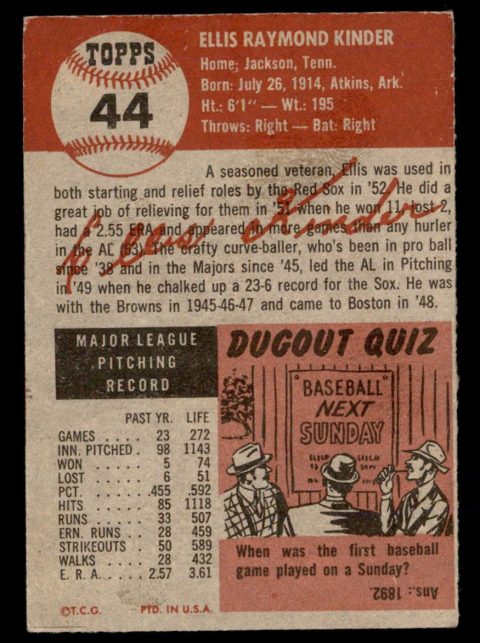 TOPPS
44
ELLIS RAYMOND KINDER
Home: Jackson, Tenn.
Born: July 26, 1914, Atkins, Ark.
Ht.: 6'1" — Wt.: 195
Throws: Right — Bat: Right
A seasoned veteran, Ellis was used in
both starting and relief roles by the Red Sox in '52. He did a
great job of relieving for them in '51 when he won 11, lost 2,
had a 2.55 ERA and appeared in more games than any hurler
in the AL (63). The crafty curve-baller, who's been in pro ball
since '38 and in the Majors since '45, led the AL in Pitching
in '49 when he chalked up a 23-6 record for the Sox. He was
with the Browns in 1945-46-47 and came to Boston in '48.
Ellis Kinder
MAJOR LEAGUE
PITCHING
RECORD
PAST YR. LIFE
GAMES . . . . 23 272
INN. PITCHED . 98 1143
WON . . . . . 5 74
LOST . . . . . 6 51
PCT. . . . . .455 .592
HITS . . . . . 85 1118
RUNS . . . . 33 507
ERN. RUNS . . 28 459
STRIKEOUTS . 50 589
WALKS . . . . 28 432
E. R. A. . . . . 2.57 3.61
©T.C.G. PTD. IN U.S.A.
DUGOUT QUIZ
"BASEBALL"
NEXT
SUNDAY
When was the first baseball
game played on a Sunday?
Ans.: 1892.